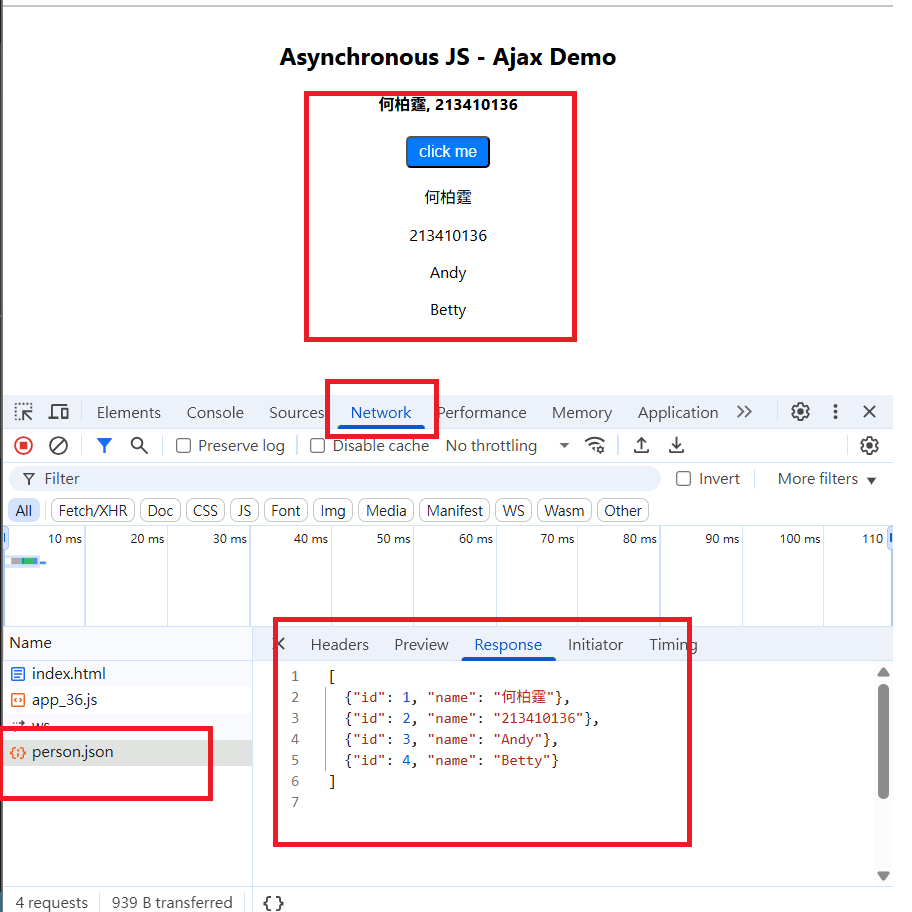 Asynchronous JS - Ajax Demo
何柏霆, 213410136
click me
何柏霆
213410136
Andy
Betty
Elements Console Sources Network Performance Memory Application
Preserve log Disable cache No throttling
Filter Invert More filters
All Fetch/XHR Doc CSS JS Font Img Media Manifest WS Wasm Other
10 ms 20 ms 30 ms 40 ms 50 ms 60 ms 70 ms 80 ms 90 ms 100 ms 110
Name
index.html
app_36.js
ws
person.json
Headers Preview Response Initiator Timing
1 [
2 {"id": 1, "name": "何柏霆"},
3 {"id": 2, "name": "213410136"},
4 {"id": 3, "name": "Andy"},
5 {"id": 4, "name": "Betty"}
6 ]
7
4 requests 939 B transferred { }